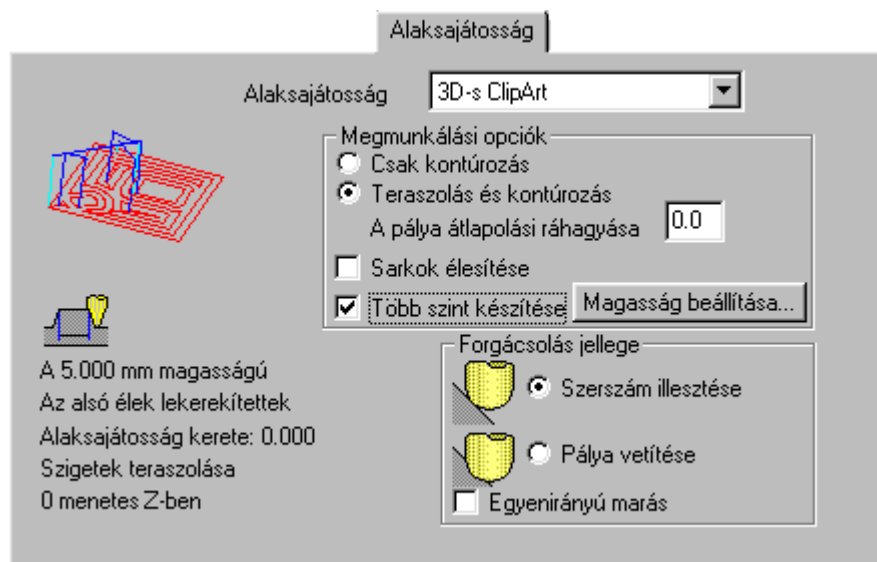 Alaksajátosság
Alaksajátosság 3D-s ClipArt
Megmunkálási opciók
Csak kontúrozás
Teraszolás és kontúrozás
A pálya átlapolási ráhagyása 0.0
Sarkok élesítése
Több szint készítése Magasság beállítása...
Forgácsolás jellege
Szerszám illesztése
Pálya vetítése
Egyenirányú marás
A 5.000 mm magasságú
Az alsó élek lekerekítettek
Alaksajátosság kerete: 0.000
Szigetek teraszolása
0 menetes Z-ben